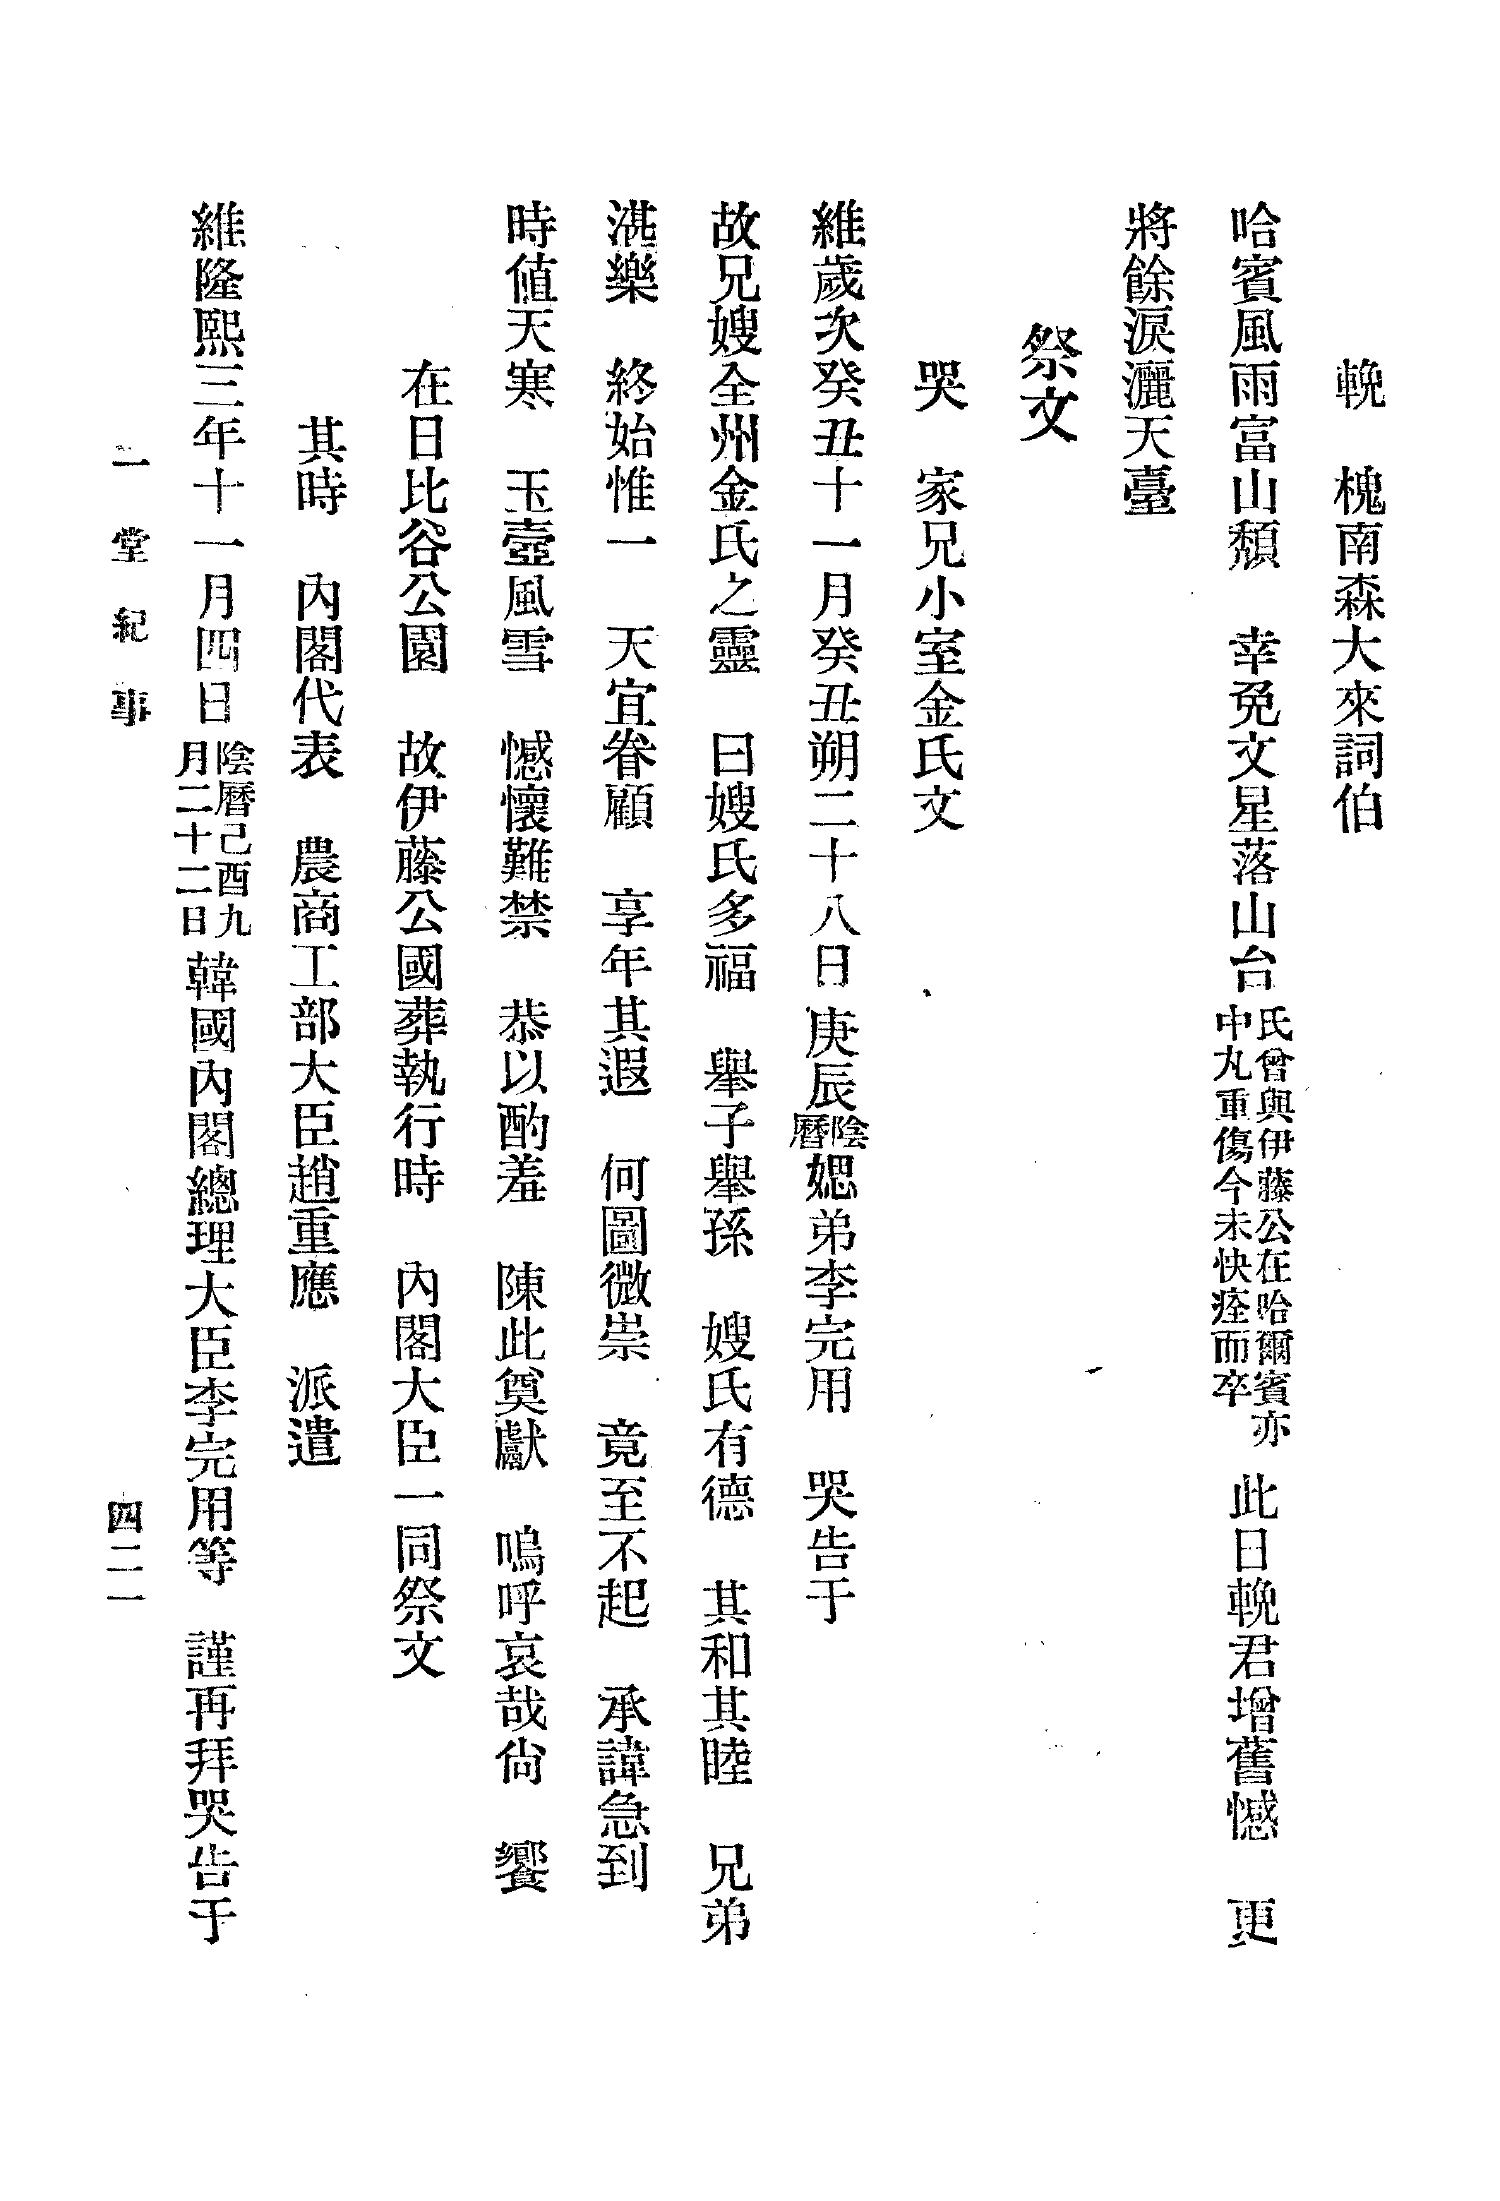 輓 槐南森大來詞伯
哈賓風雨富山頹 幸免文星落山台 氏曾與伊藤公在哈爾賓亦中丸重傷今未快痊而卒 此日輓君增舊憾 更
將餘淚灑天臺
祭文
哭 家兄小室金氏文
維歲次癸丑十一月癸丑朔二十八日庚辰 陰曆 媤弟李完用 哭告于
故兄嫂全州金氏之靈 曰嫂氏多福 舉子舉孫 嫂氏有德 其和其睦 兄弟
湛樂 終始惟一 天宜眷顧 享年其遐 何圖微祟 竟至不起 承諱急到
時値天寒 玉壼風雪 憾懷難禁 恭以酌羞 陳此奠獻 嗚呼哀哉尙 饗
在日比谷公園 故伊藤公國葬執行時 內閣大臣一同祭文
其時 內閣代表 農商工部大臣趙重應 派遣
維隆熙三年十一月四日 陰曆己酉九月二十二日 韓國內閣總理大臣李完用等 謹再拜哭告于
一堂紀事 四二一